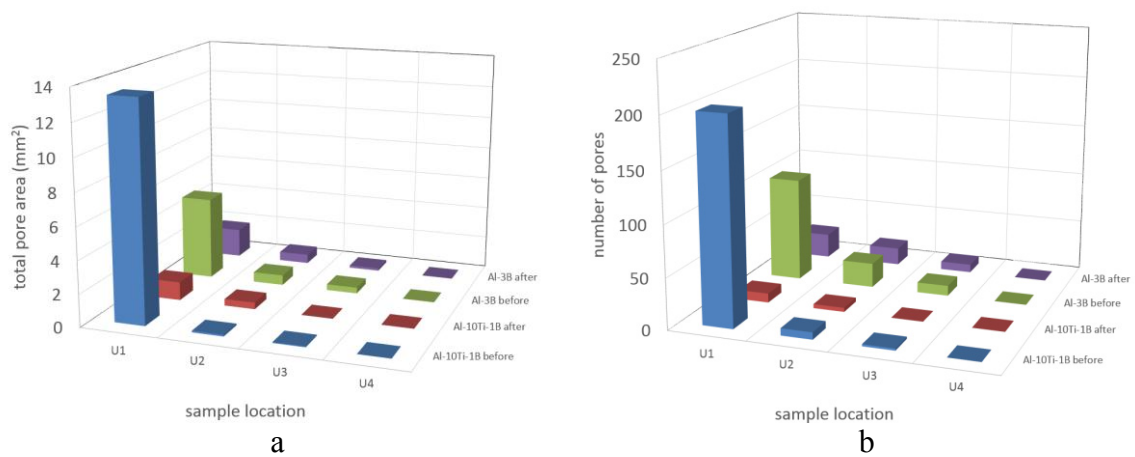 14
12
10
8
6
4
2
0
total pore area (mm²)
U1
U2
U3
U4
Al-3B after
Al-3B before
Al-10Ti-1B after
Al-10Ti-1B before
sample location
a
250
200
150
100
50
0
number of pores
U1
U2
U3
U4
Al-3B after
Al-3B before
Al-10Ti-1B after
Al-10Ti-1B before
sample location
b